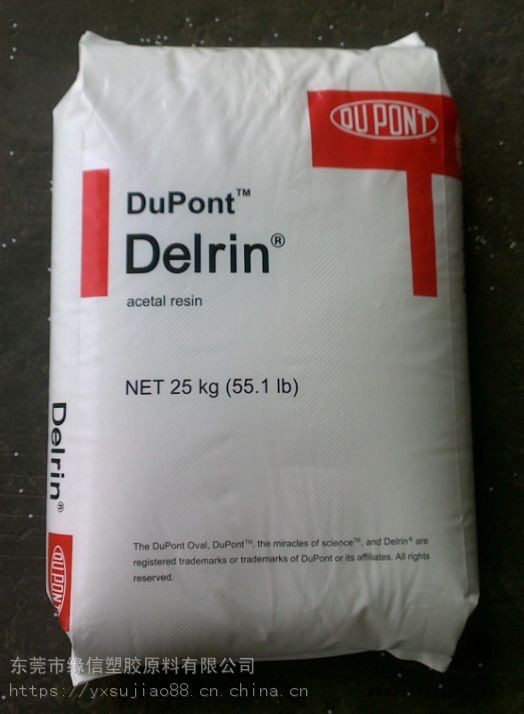 DU PONT®
DuPont™
Delrin®
acetal resin
NET 25 kg (55.1 lb)
Delrin®
DU PONT
The DuPont Oval, DuPont™, the miracles of science™, and Delrin® are
registered trademarks or trademarks of DuPont or its affiliates. All rights
reserved.
东莞市缘信塑胶原料有限公司
https://yxsujiao88.cn.china.cn